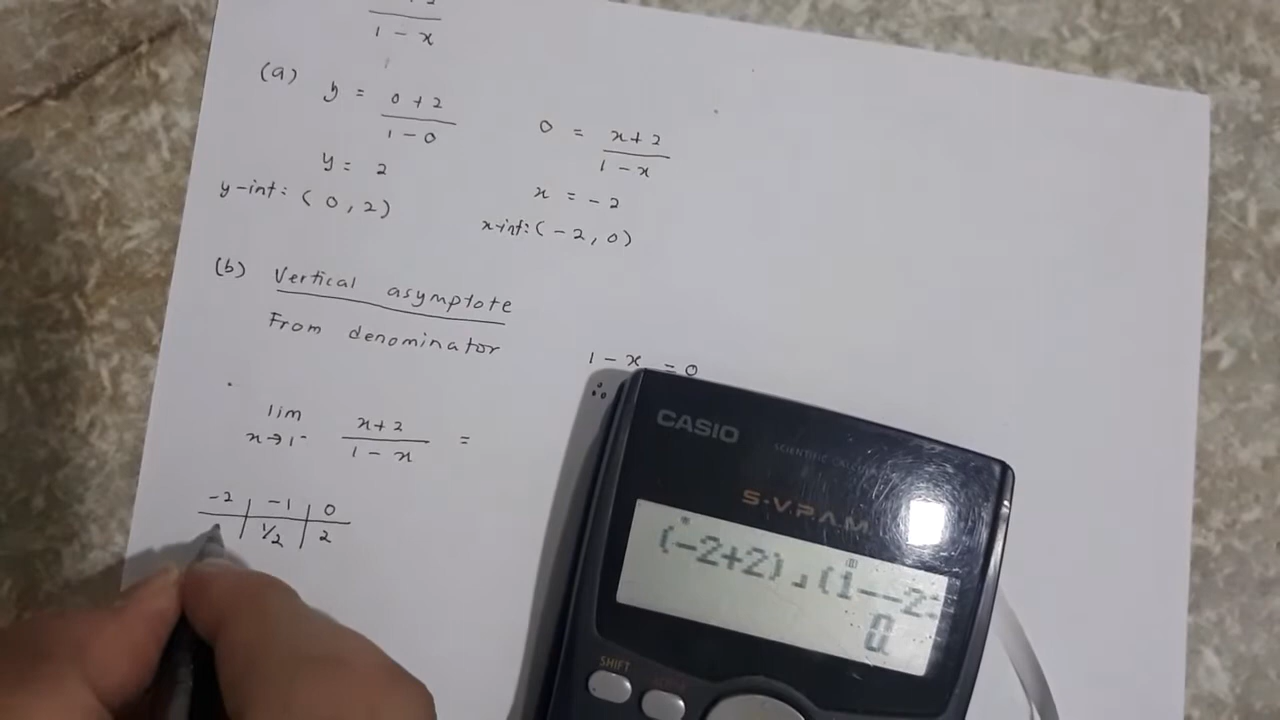 1 - x
(a) y = 0 + 2
1 - 0
0 = x + 2
1 - x
y = 2
x = -2
y-int: (0, 2)
x-int: (-2, 0)
(b) Vertical asymptote
From denominator
1 - x = 0
∴
lim x→1⁻ x + 2
1 - x =
-2 | -1 | 0
1/2 | 2
CASIO
S-V.P.A.M.
(-2+2)⌟(1--2
0
SHIFT